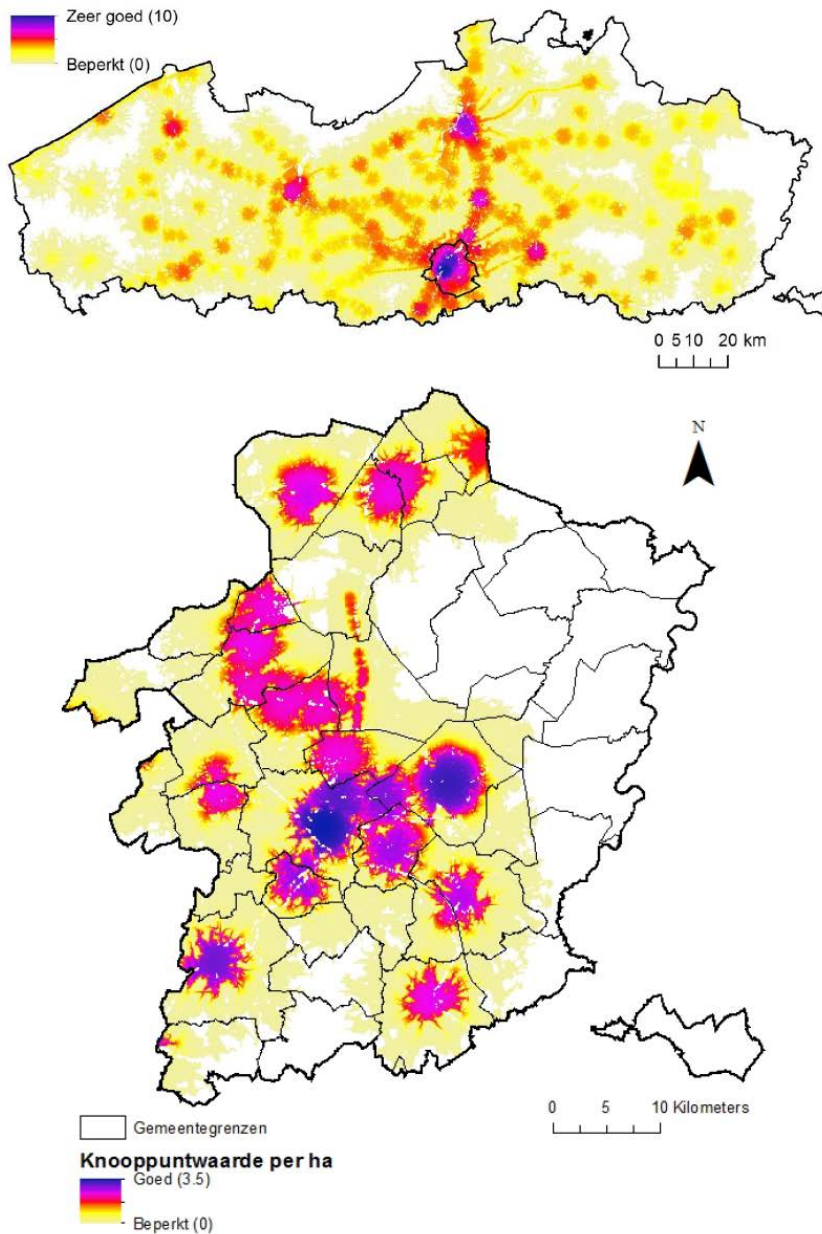 Zeer goed (10)
Beperkt (0)
0 5 10 20 km
N
Gemeentegrenzen
0 5 10 Kilometers
Knooppuntwaarde per ha
Goed (3.5)
Beperkt (0)